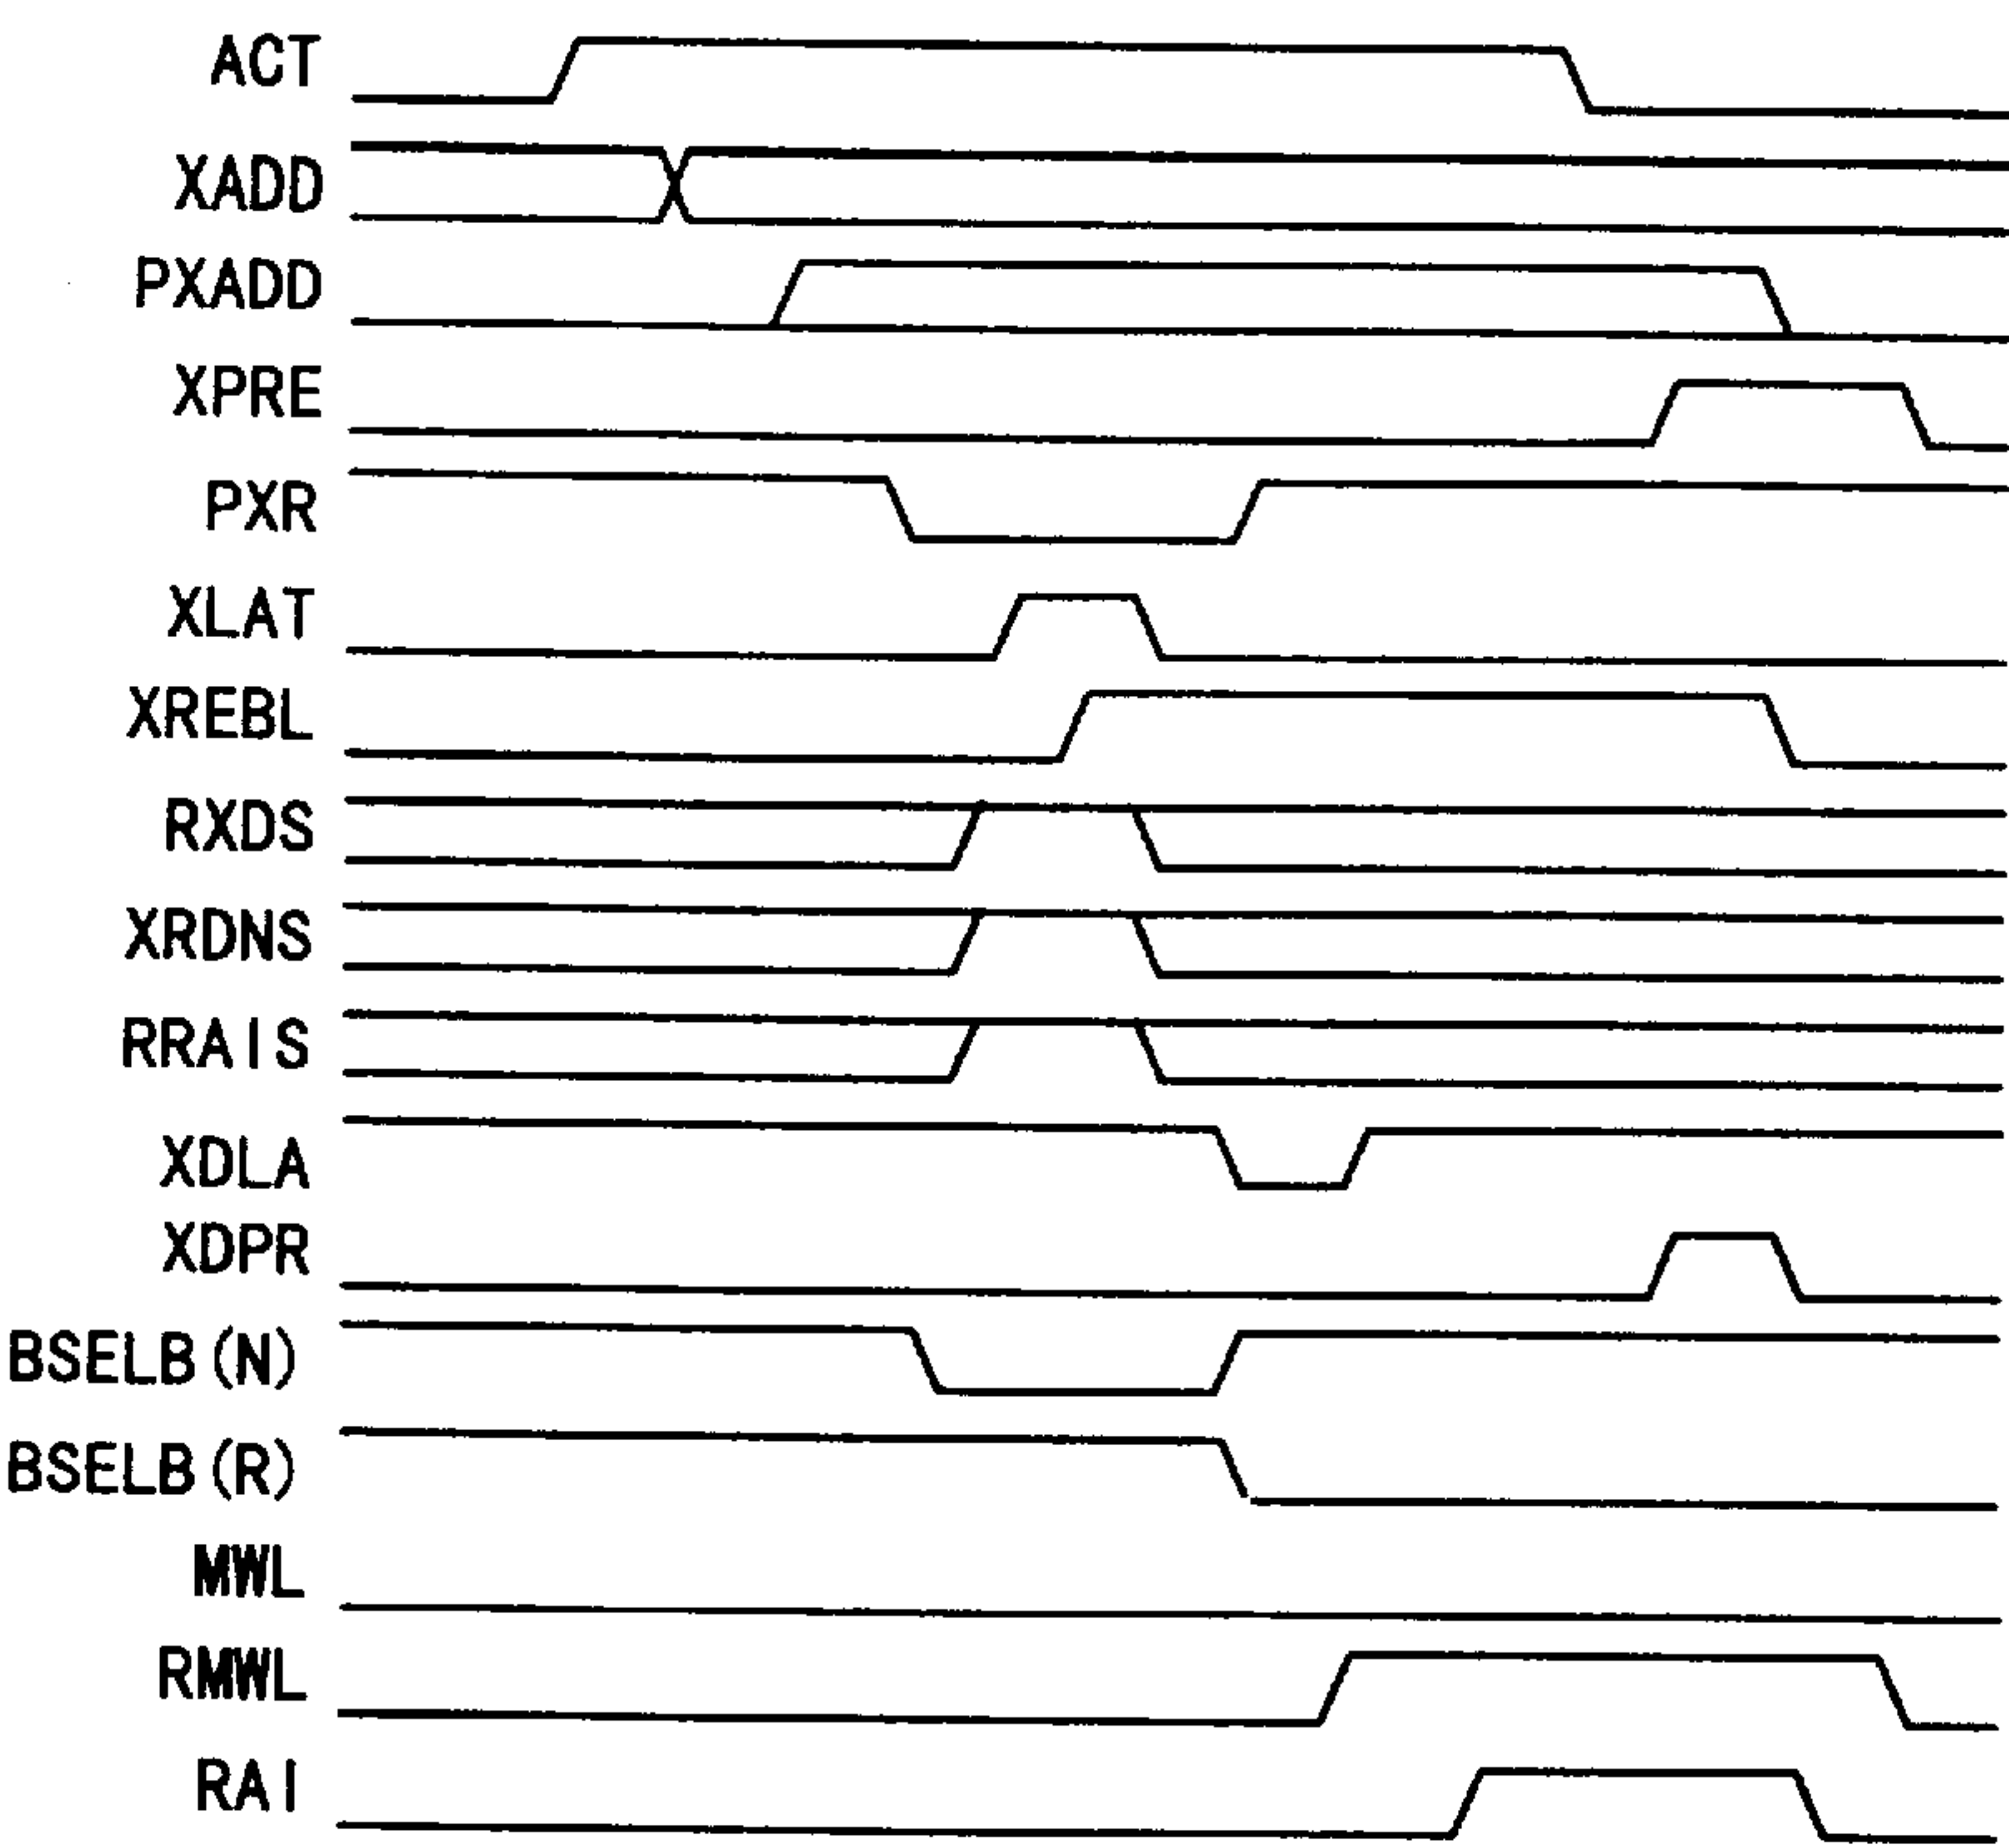 ACT
XADD
PXADD
XPRE
PXR
XLAT
XREBL
RXDS
XRDNS
RRAIS
XDLA
XDPR
BSELB(N)
BSELB(R)
MWL
RMWL
RAI